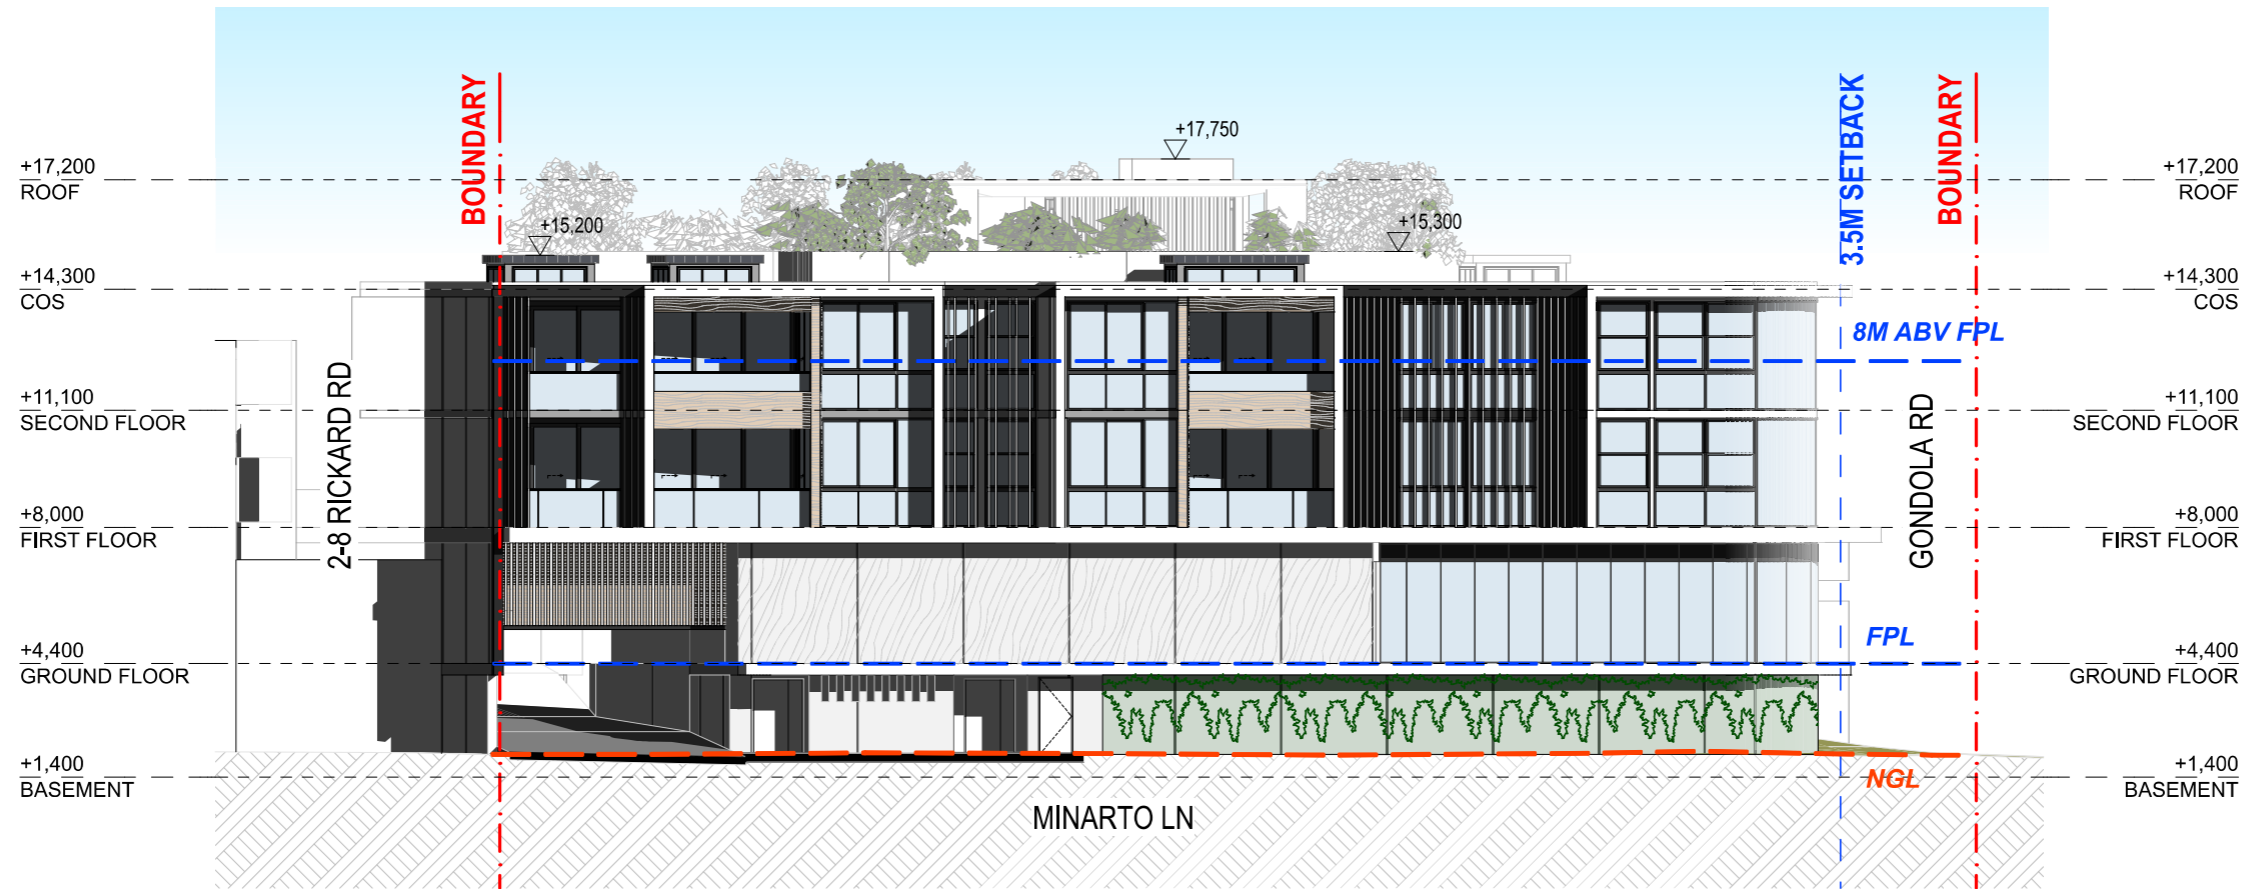 BOUNDARY
3.5M SETBACK
BOUNDARY
+17,750
+17,200
ROOF
+17,200
ROOF
+15,200
+15,300
+14,300
COS
+14,300
COS
8M ABV FPL
2-8 RICKARD RD
GONDOLA RD
+11,100
SECOND FLOOR
+11,100
SECOND FLOOR
+8,000
FIRST FLOOR
+8,000
FIRST FLOOR
FPL
+4,400
GROUND FLOOR
+4,400
GROUND FLOOR
+1,400
BASEMENT
NGL
+1,400
BASEMENT
MINARTO LN